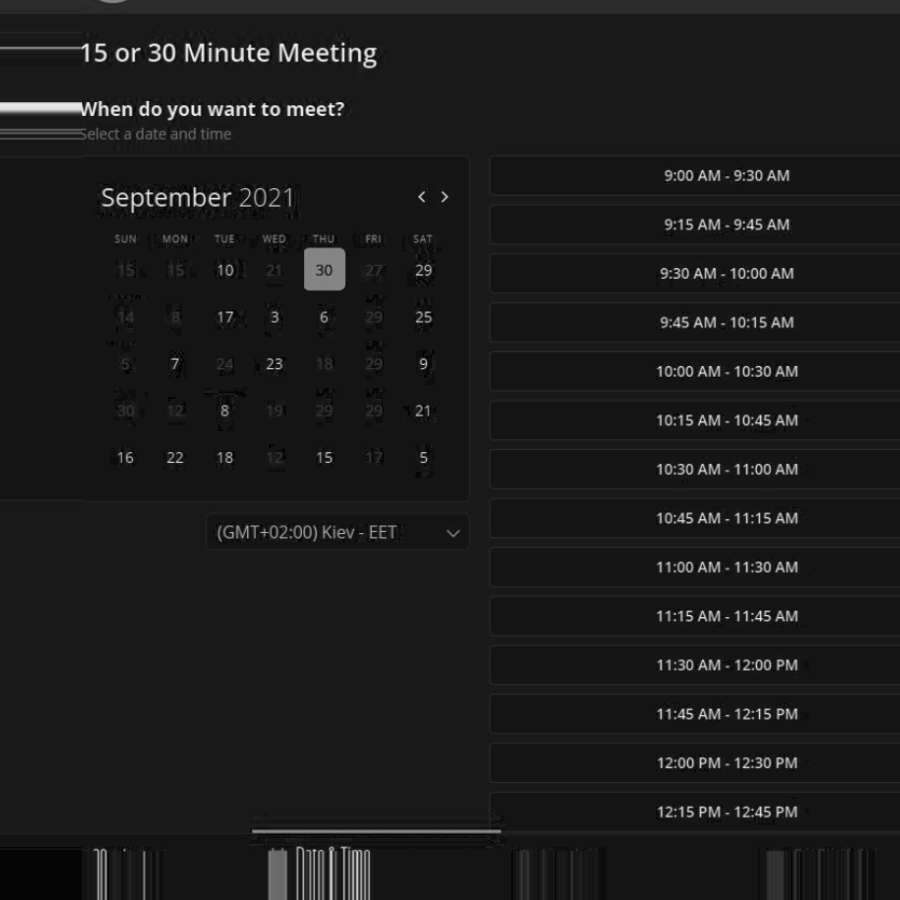 15 or 30 Minute Meeting
When do you want to meet?
Select a date and time
September 2021
SUN MON TUE WED THU FRI SAT
15 15 10 21 30 27 29
14 8 17 3 6 29 25
5 7 24 23 18 29 9
30 12 8 19 29 29 21
16 22 18 12 15 17 5
(GMT+02:00) Kiev - EET
9:00 AM - 9:30 AM
9:15 AM - 9:45 AM
9:30 AM - 10:00 AM
9:45 AM - 10:15 AM
10:00 AM - 10:30 AM
10:15 AM - 10:45 AM
10:30 AM - 11:00 AM
10:45 AM - 11:15 AM
11:00 AM - 11:30 AM
11:15 AM - 11:45 AM
11:30 AM - 12:00 PM
11:45 AM - 12:15 PM
12:00 PM - 12:30 PM
12:15 PM - 12:45 PM
Date & Time